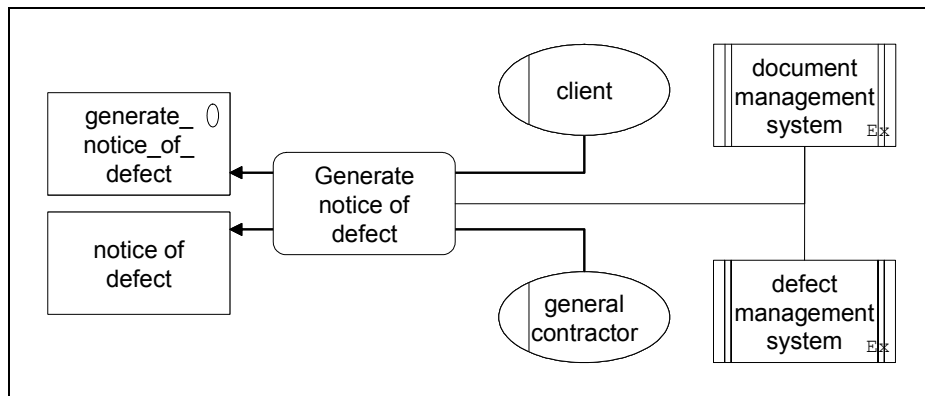 generate_
notice_of_
defect
notice of
defect
Generate
notice of
defect
client
general
contractor
document
management
system
Ex
defect
management
system
Ex